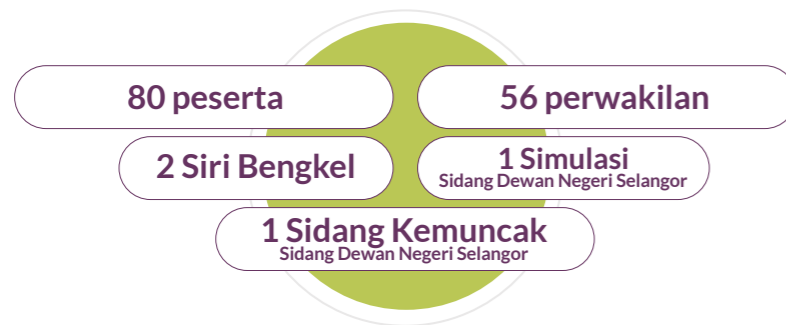 80 peserta
56 perwakilan
2 Siri Bengkel
1 Simulasi
Sidang Dewan Negeri Selangor
1 Sidang Kemuncak
Sidang Dewan Negeri Selangor